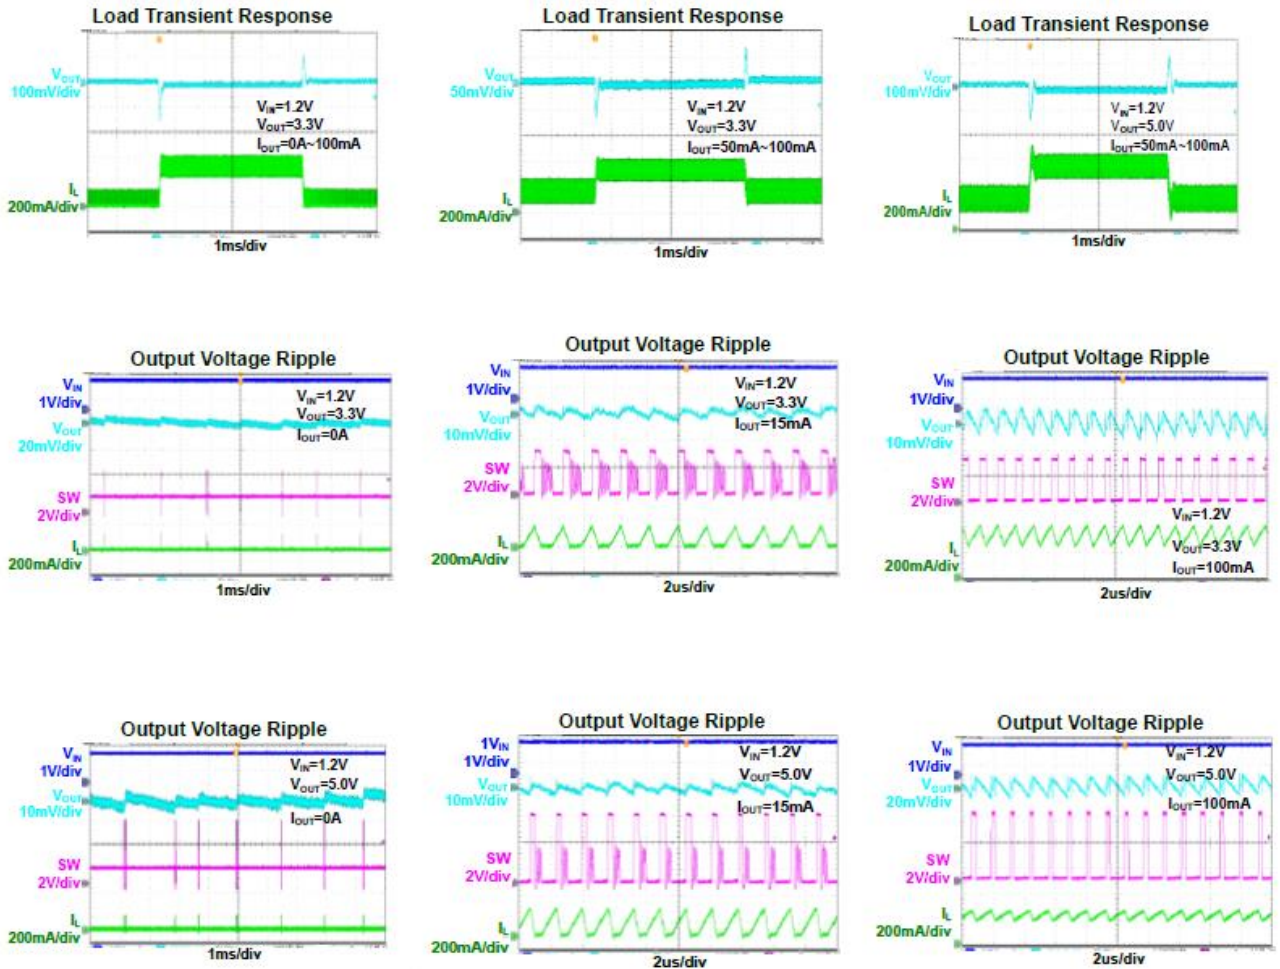 Load Transient Response
VOUT
100mV/div
VIN=1.2V
VOUT=3.3V
IOUT=0A~100mA
IL
200mA/div
1ms/div
Load Transient Response
VOUT
50mV/div
VIN=1.2V
VOUT=3.3V
IOUT=50mA~100mA
IL
200mA/div
1ms/div
Load Transient Response
VOUT
100mV/div
VIN=1.2V
VOUT=5.0V
IOUT=50mA~100mA
IL
200mA/div
1ms/div
Output Voltage Ripple
VIN
1V/div
VOUT
20mV/div
VIN=1.2V
VOUT=3.3V
IOUT=0A
SW
2V/div
IL
200mA/div
1ms/div
Output Voltage Ripple
VIN
1V/div
VOUT
10mV/div
VIN=1.2V
VOUT=3.3V
IOUT=15mA
SW
2V/div
IL
200mA/div
2us/div
Output Voltage Ripple
VIN
1V/div
VOUT
10mV/div
SW
2V/div
VIN=1.2V
IL
200mA/div
VOUT=3.3V
IOUT=100mA
2us/div
Output Voltage Ripple
VIN
1V/div
VOUT
10mV/div
VIN=1.2V
VOUT=5.0V
IOUT=0A
SW
2V/div
IL
200mA/div
1ms/div
Output Voltage Ripple
1VIN
1V/div
VOUT
10mV/div
VIN=1.2V
VOUT=5.0V
IOUT=15mA
SW
2V/div
IL
200mA/div
2us/div
Output Voltage Ripple
VIN
1V/div
VOUT
20mV/div
VIN=1.2V
VOUT=5.0V
IOUT=100mA
SW
2V/div
IL
200mA/div
2us/div